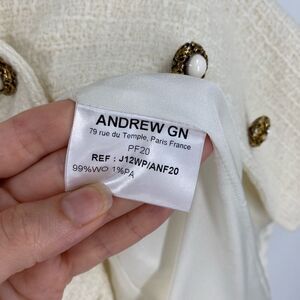 ANDREW GN
79 rue du Temple, Paris France
PF20
REF : J12WP/ANF20
99%WO 1%PA